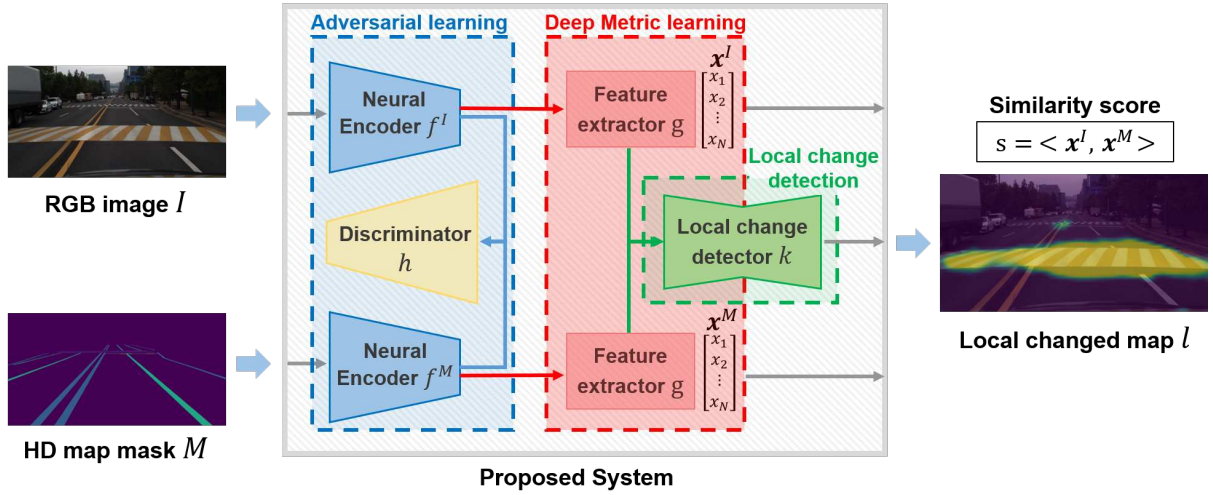 Adversarial learning
Deep Metric learning
Neural
Encoder f^I
Feature
extractor g
x^I
x_1
x_2
⋮
x_N
RGB image I
Similarity score
s = < x^I, x^M >
Local change
detection
Discriminator
h
Local change
detector k
Neural
Encoder f^M
Feature
extractor g
x^M
x_1
x_2
⋮
x_N
Local changed map l
HD map mask M
Proposed System